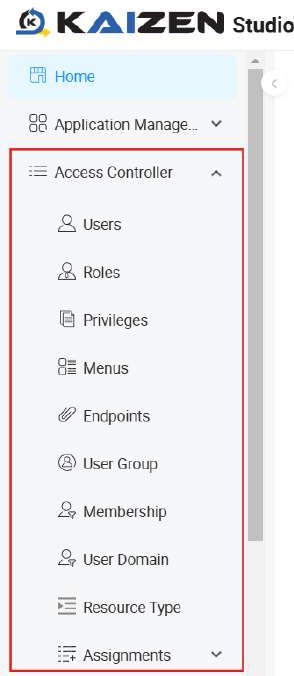 KAIZEN Studio
Home
Application Manage...
Access Controller
Users
Roles
Privileges
Menus
Endpoints
User Group
Membership
User Domain
Resource Type
Assignments